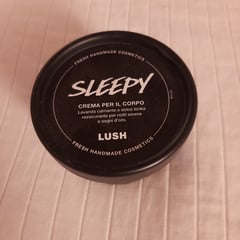 FRESH HANDMADE COSMETICS
SLEEPY
CREMA PER IL CORPO
Lavanda calmante e dolce tonka
rassicurante per notti serene
e sogni d'oro.
LUSH
FRESH HANDMADE COSMETICS